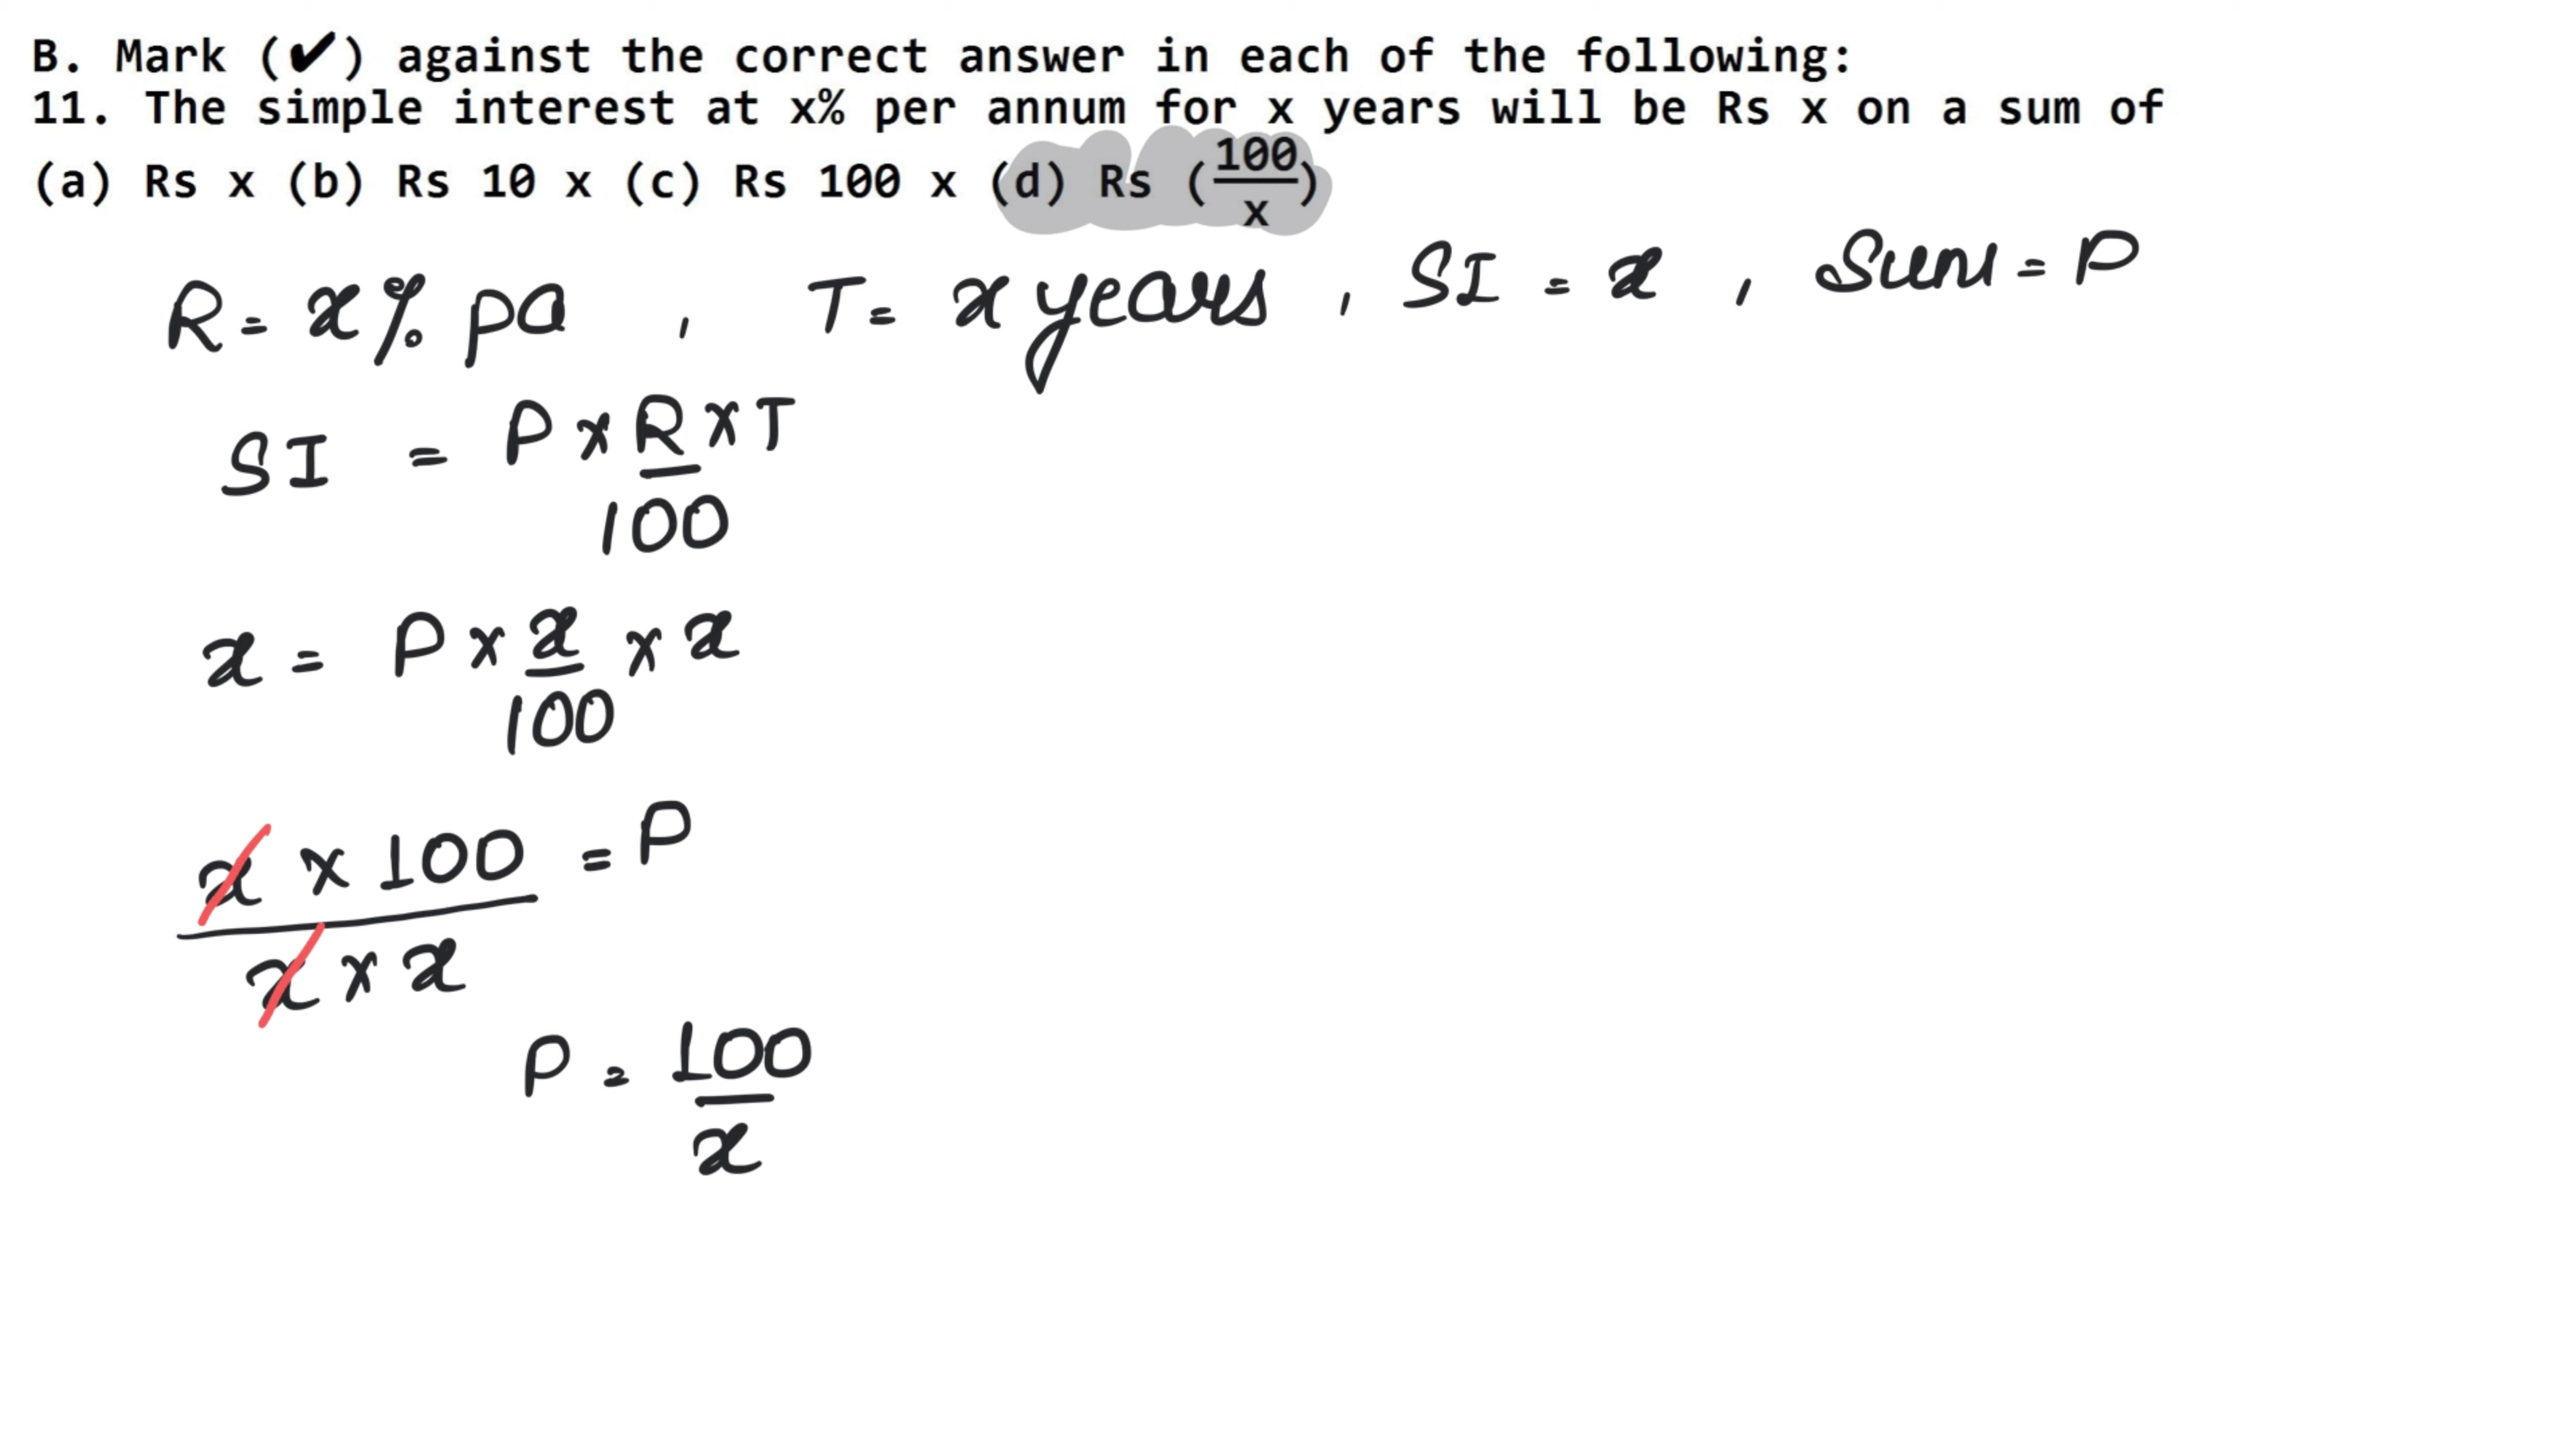 B. Mark (✔) against the correct answer in each of the following:
11. The simple interest at x% per annum for x years will be Rs x on a sum of
(a) Rs x (b) Rs 10 x (c) Rs 100 x (d) Rs (100/x)
R = x% pa , T = x years , SI = x , Sum = P
SI = P × R/100 × T
x = P × x/100 × x
x × 100 / x × x = P
P = 100/x